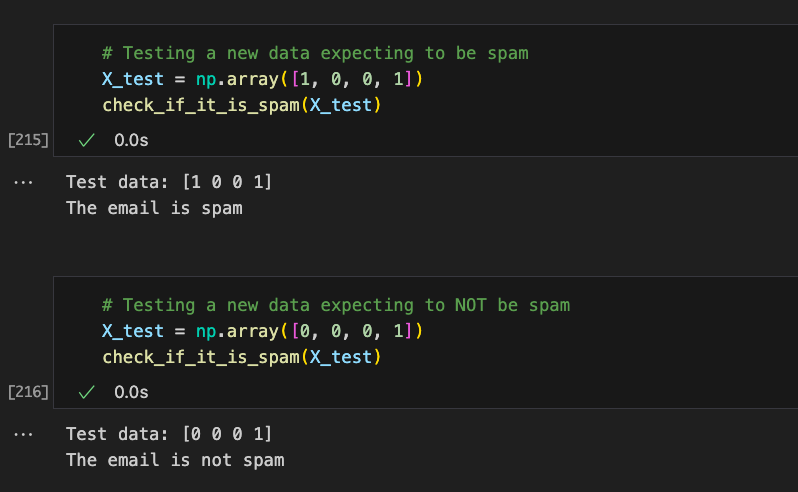 # Testing a new data expecting to be spam
X_test = np.array([1, 0, 0, 1])
check_if_it_is_spam(X_test)
[215]
0.0s
... Test data: [1 0 0 1]
The email is spam
# Testing a new data expecting to NOT be spam
X_test = np.array([0, 0, 0, 1])
check_if_it_is_spam(X_test)
[216]
0.0s
... Test data: [0 0 0 1]
The email is not spam